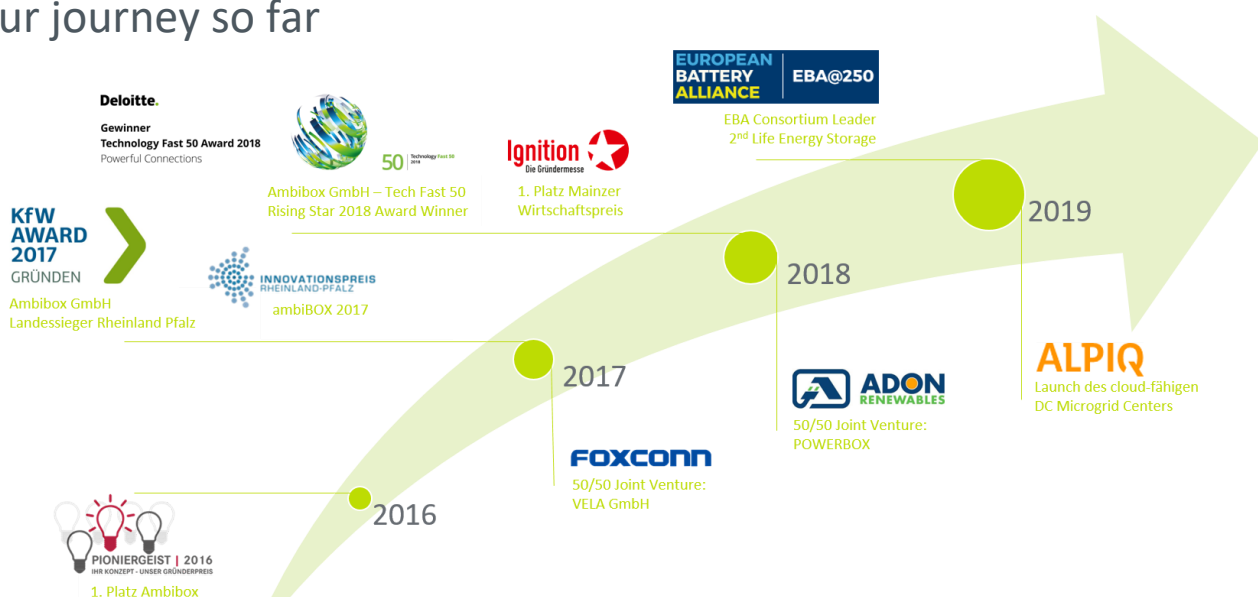 ur journey so far
EUROPEAN
BATTERY
ALLIANCE
EBA@250
EBA Consortium Leader
2nd Life Energy Storage
Deloitte.
Gewinner
Technology Fast 50 Award 2018
Powerful Connections
50
Technology Fast 50
2018
Ambibox GmbH – Tech Fast 50
Rising Star 2018 Award Winner
Ignition
Die Gründermesse
1. Platz Mainzer
Wirtschaftspreis
KfW
AWARD
2017
GRÜNDEN
Ambibox GmbH
Landessieger Rheinland Pfalz
INNOVATIONSPREIS
RHEINLAND-PFALZ
ambiBOX 2017
2019
2018
2017
2016
ALPIQ
Launch des cloud-fähigen
DC Microgrid Centers
ADON
RENEWABLES
50/50 Joint Venture:
POWERBOX
FOXCONN
50/50 Joint Venture:
VELA GmbH
PIONIERGEIST | 2016
IHR KONZEPT - UNSER GRÜNDERPREIS
1. Platz Ambibox